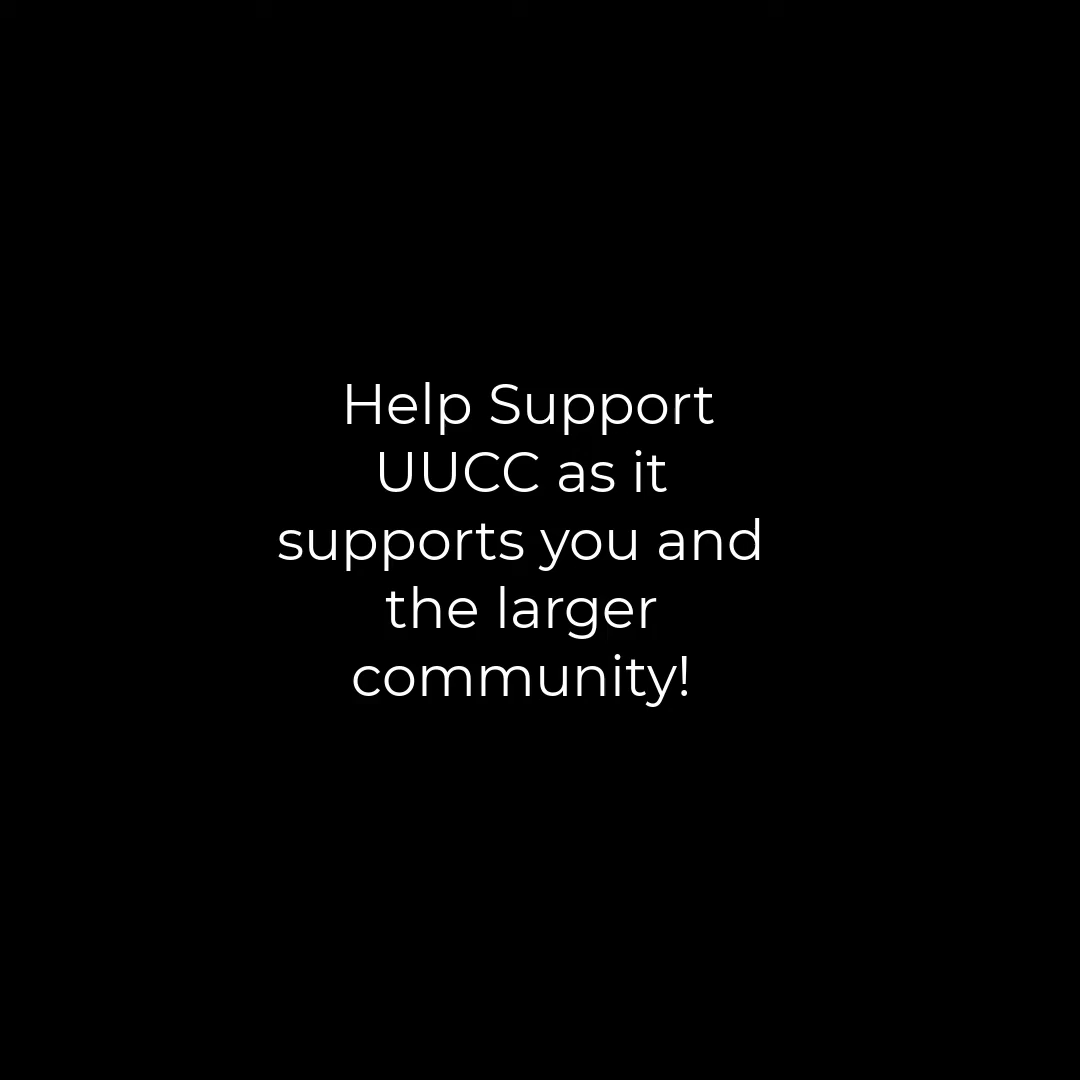 Help Support
UUCC as it
supports you and
the larger
community!